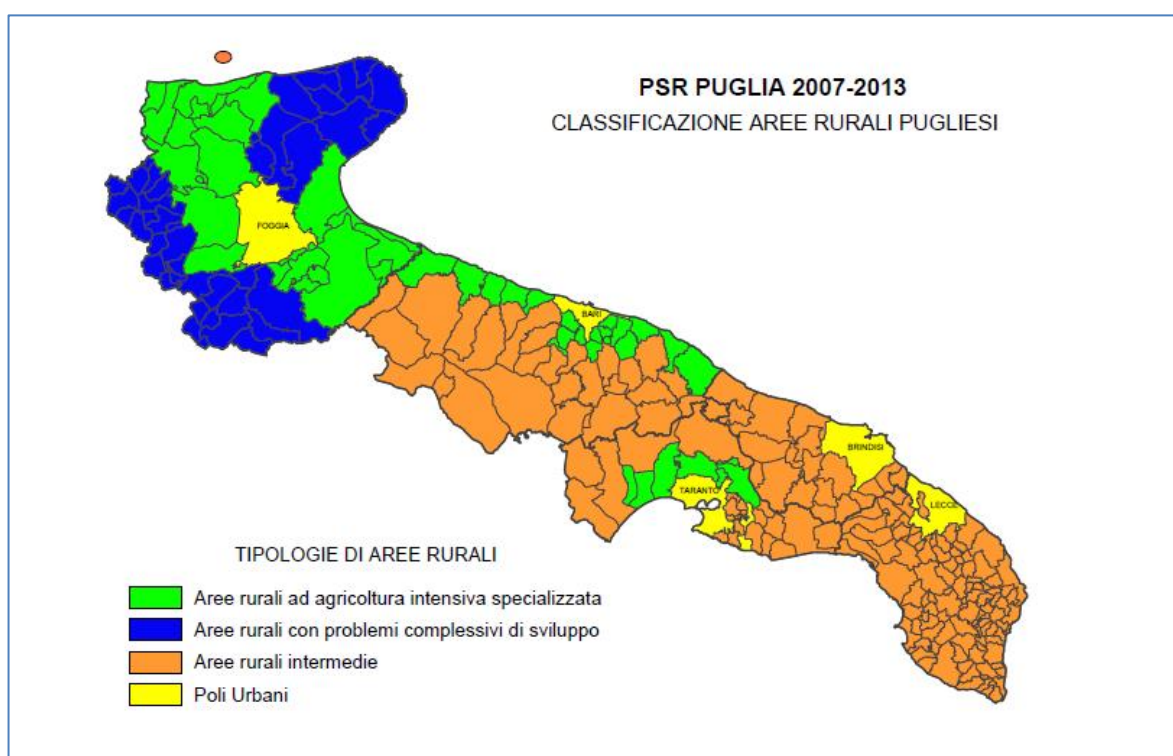 PSR PUGLIA 2007-2013
CLASSIFICAZIONE AREE RURALI PUGLIESI
FOGGIA
BARI
BRINDISI
TARANTO
LECCE
TIPOLOGIE DI AREE RURALI
Aree rurali ad agricoltura intensiva specializzata
Aree rurali con problemi complessivi di sviluppo
Aree rurali intermedie
Poli Urbani